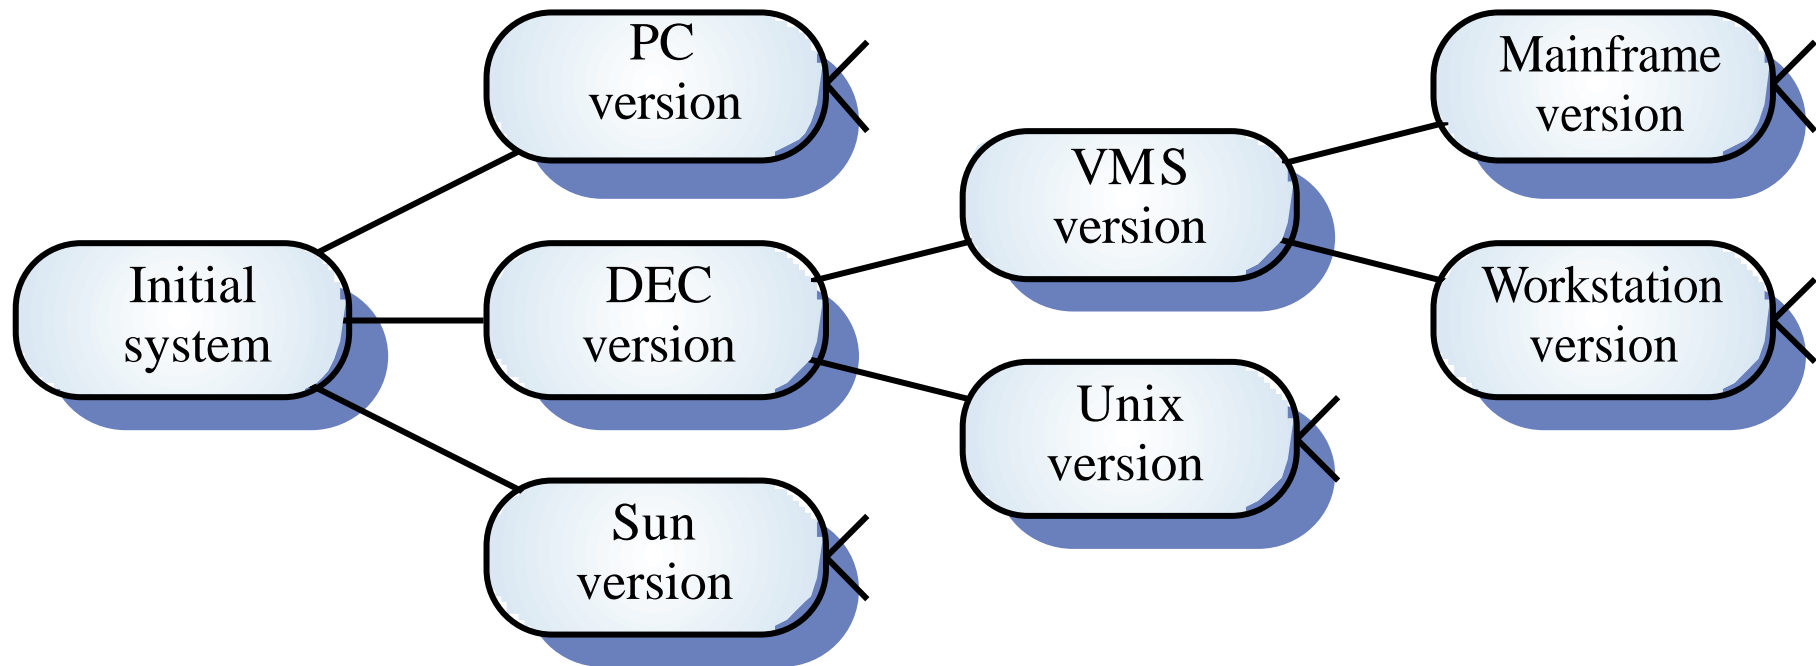 PC
version
Mainframe
version
VMS
version
Initial
system
DEC
version
Workstation
version
Unix
version
Sun
version